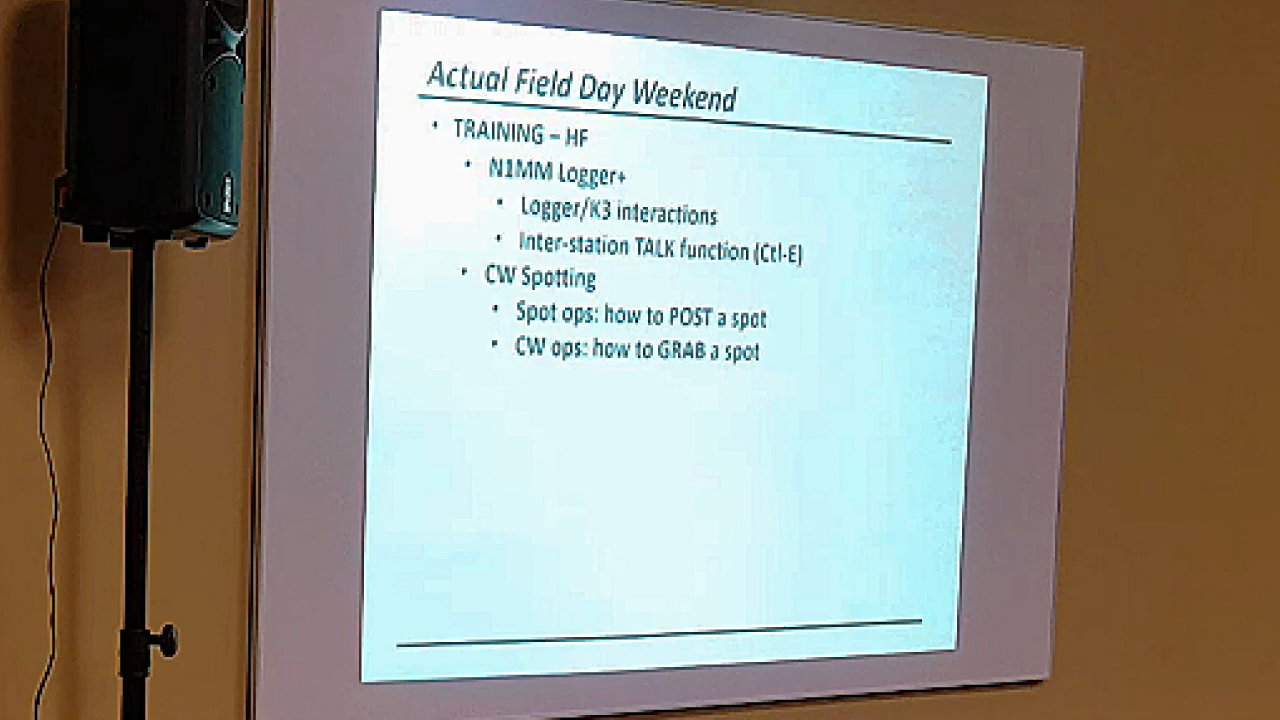 Actual Field Day Weekend
• TRAINING – HF
• N1MM Logger+
• Logger/K3 interactions
• Inter-station TALK function (Ctl-E)
• CW Spotting
• Spot ops: how to POST a spot
• CW ops: how to GRAB a spot